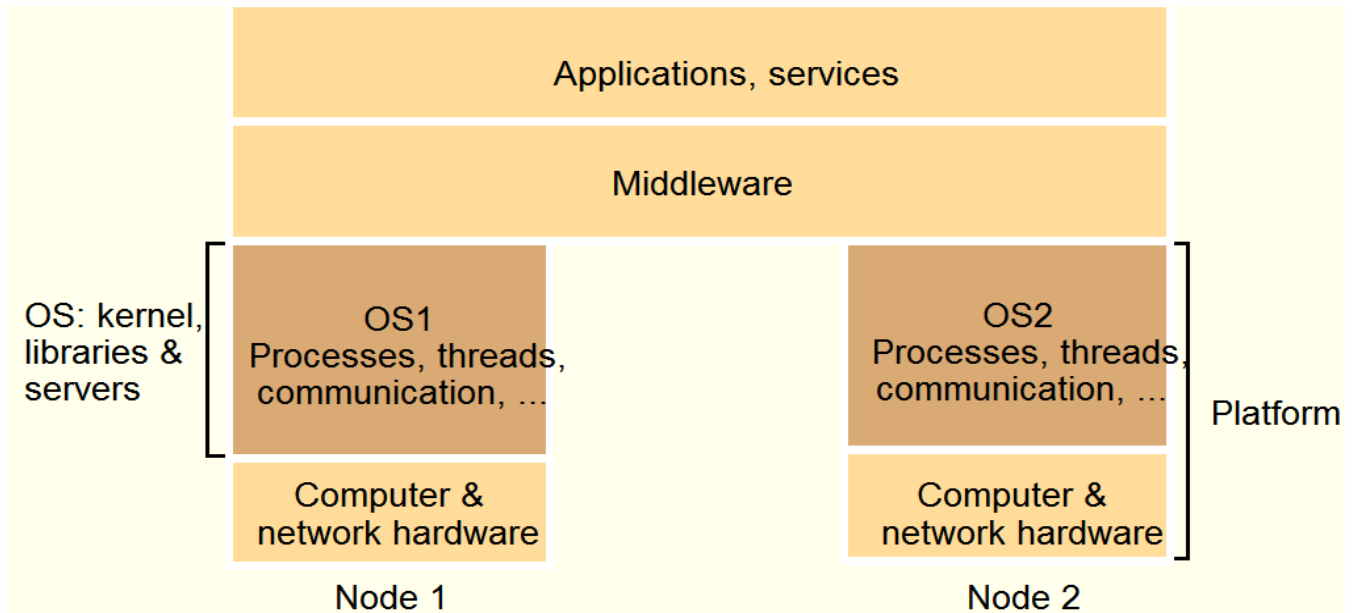 Applications, services
Middleware
OS: kernel,
libraries &
servers
OS1
Processes, threads,
communication, ...
OS2
Processes, threads,
communication, ...
Platform
Computer &
network hardware
Computer &
network hardware
Node 1
Node 2